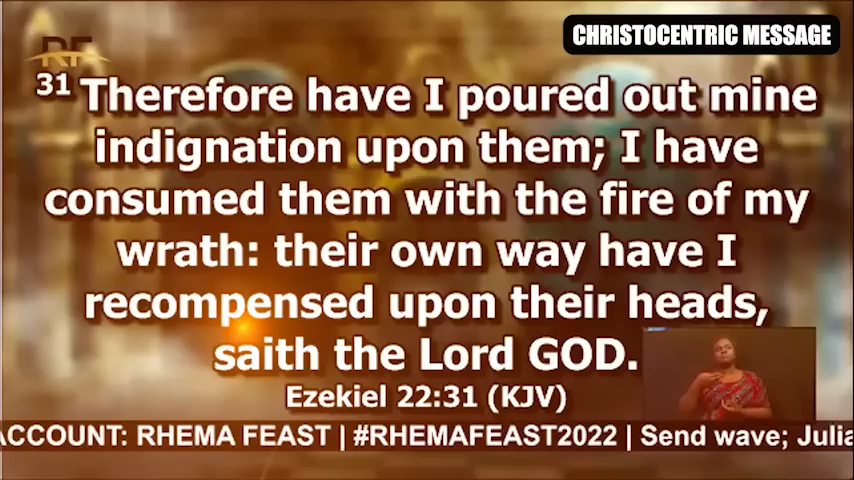 CHRISTOCENTRIC MESSAGE
RF
31 Therefore have I poured out mine
indignation upon them; I have
consumed them with the fire of my
wrath: their own way have I
recompensed upon their heads,
saith the Lord GOD.
Ezekiel 22:31 (KJV)
ACCOUNT: RHEMA FEAST | #RHEMAFEAST2022 | Send wave; Julia